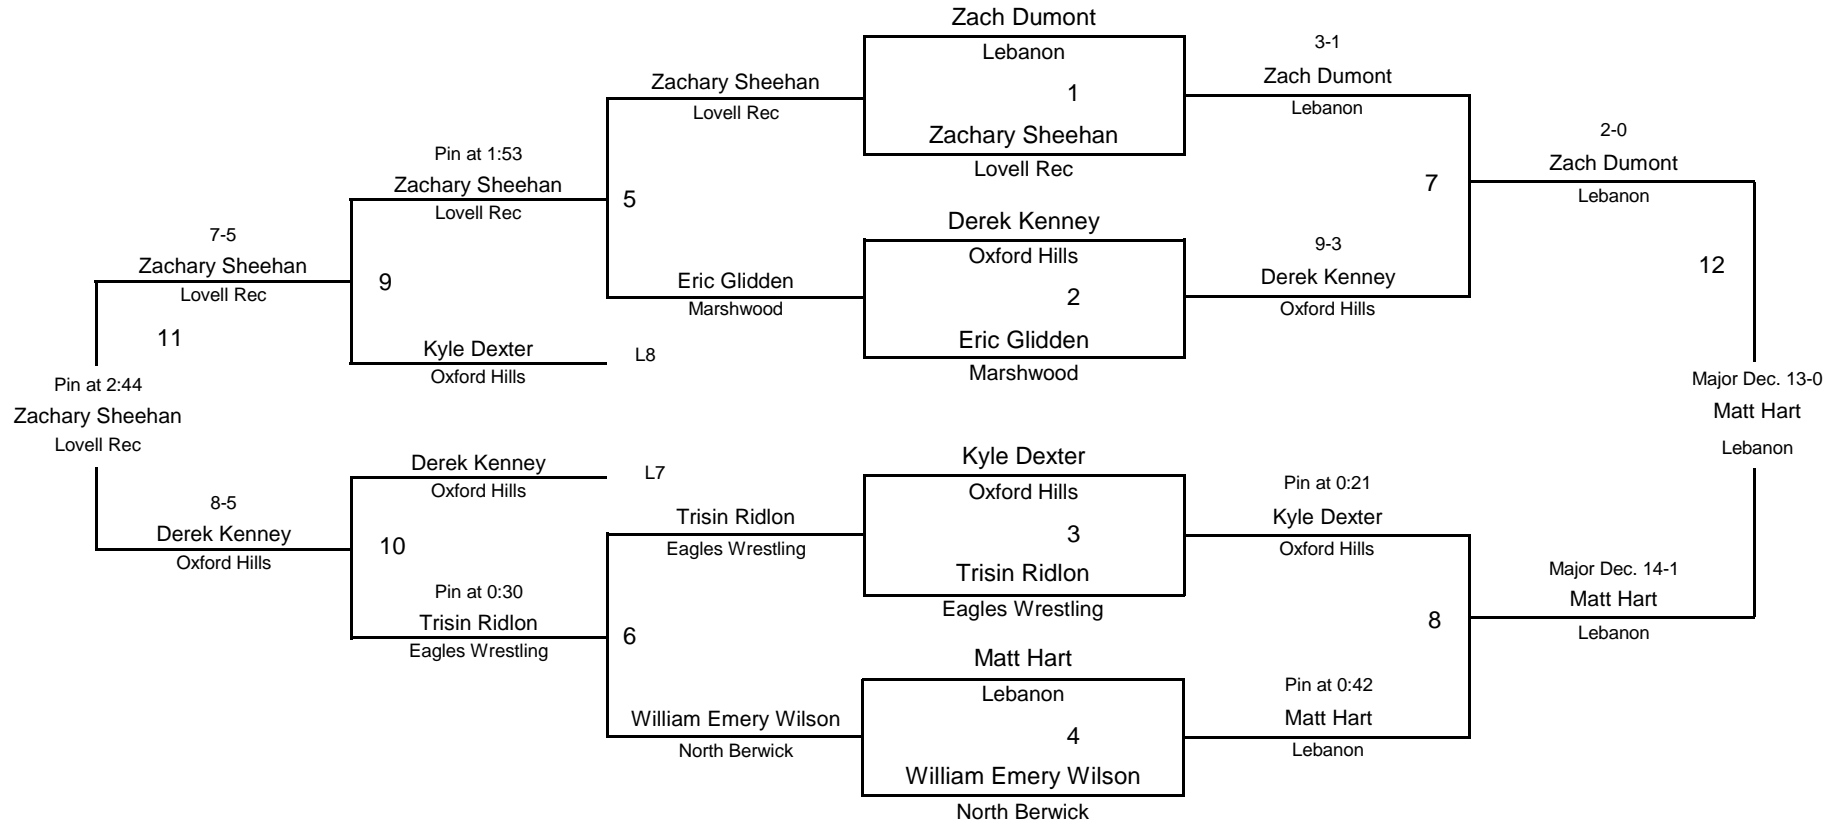 Zach Dumont
Lebanon
1
Zachary Sheehan
Lovell Rec
Derek Kenney
Oxford Hills
2
Eric Glidden
Marshwood
Kyle Dexter
Oxford Hills
3
Trisin Ridlon
Eagles Wrestling
Matt Hart
Lebanon
4
William Emery Wilson
North Berwick
3-1
Zach Dumont
Lebanon
7
9-3
Derek Kenney
Oxford Hills
Pin at 0:21
Kyle Dexter
Oxford Hills
8
Pin at 0:42
Matt Hart
Lebanon
2-0
Zach Dumont
Lebanon
12
Major Dec. 14-1
Matt Hart
Lebanon
Major Dec. 13-0
Matt Hart
Lebanon
Zachary Sheehan
Lovell Rec
5
Eric Glidden
Marshwood
Trisin Ridlon
Eagles Wrestling
6
William Emery Wilson
North Berwick
Pin at 1:53
Zachary Sheehan
Lovell Rec
9
Kyle Dexter
L8
Oxford Hills
Derek Kenney
L7
Oxford Hills
10
Pin at 0:30
Trisin Ridlon
Eagles Wrestling
7-5
Zachary Sheehan
Lovell Rec
11
8-5
Derek Kenney
Oxford Hills
Pin at 2:44
Zachary Sheehan
Lovell Rec